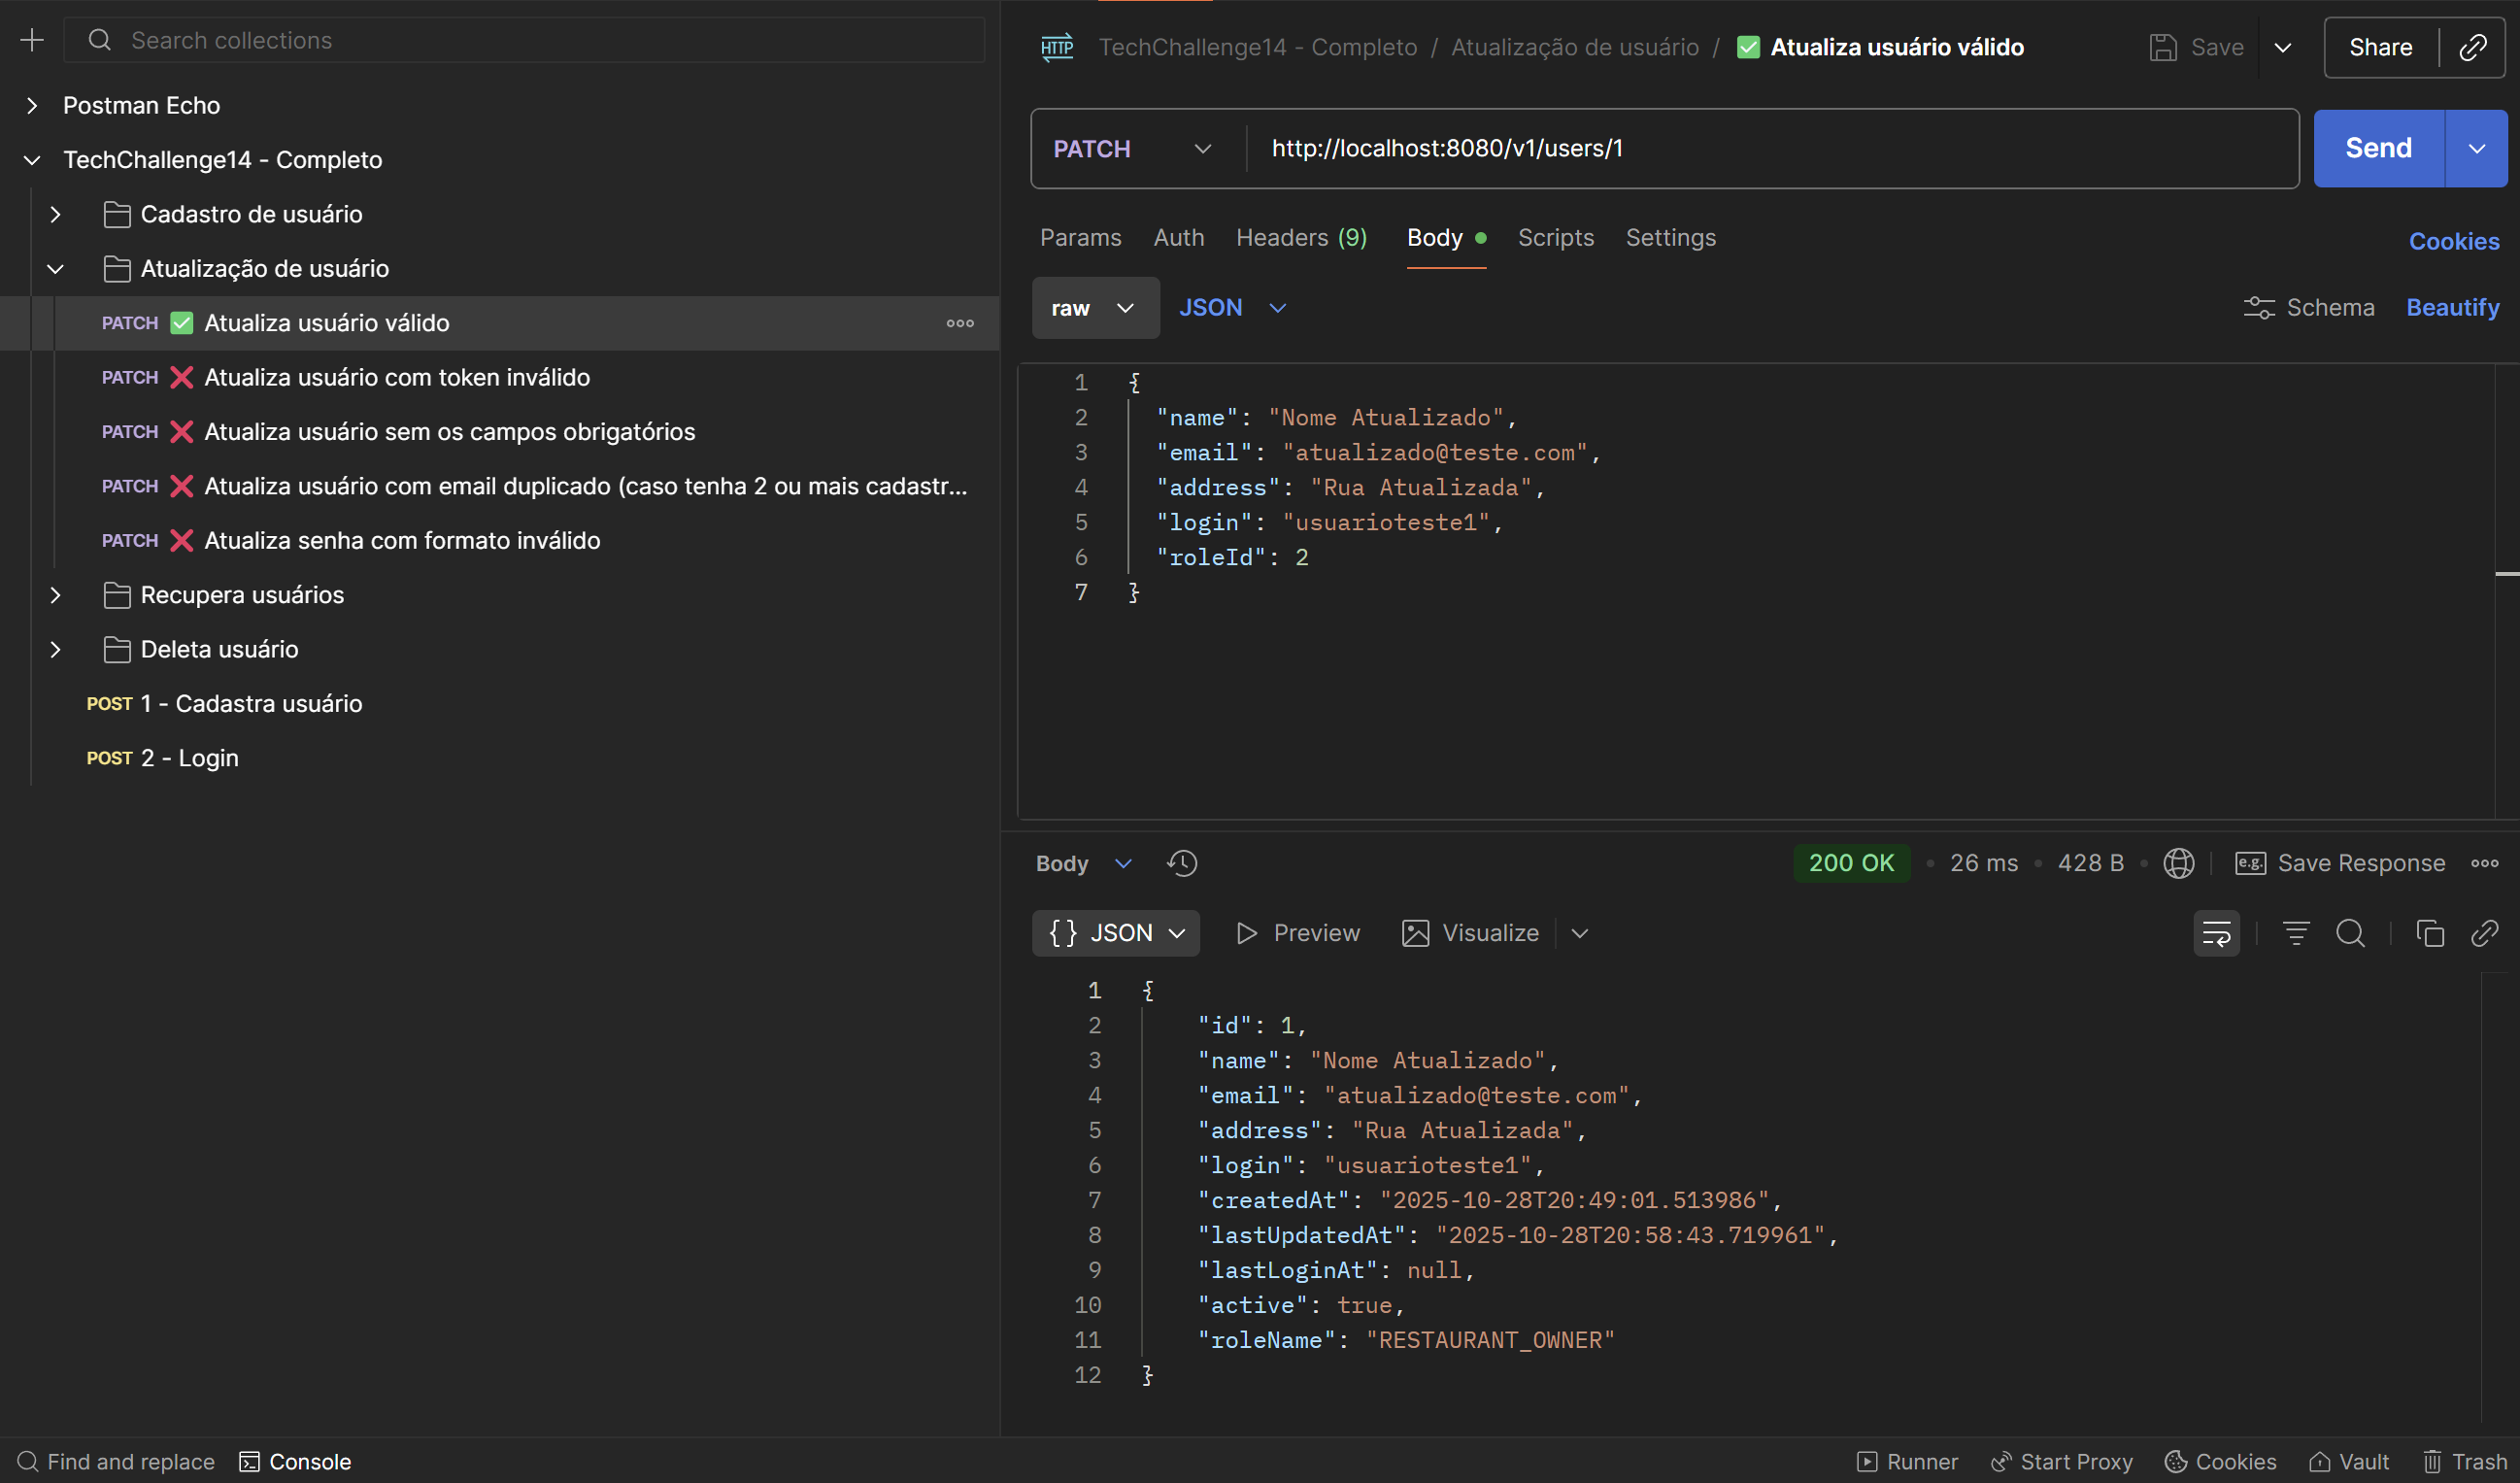 Search collections
Postman Echo
TechChallenge14 - Completo
Cadastro de usuário
Atualização de usuário
PATCH ✅ Atualiza usuário válido
PATCH ❌ Atualiza usuário com token inválido
PATCH ❌ Atualiza usuário sem os campos obrigatórios
PATCH ❌ Atualiza usuário com email duplicado (caso tenha 2 ou mais cadastr...
PATCH ❌ Atualiza senha com formato inválido
Recupera usuários
Deleta usuário
POST 1 - Cadastra usuário
POST 2 - Login
HTTP TechChallenge14 - Completo / Atualização de usuário / ✅ Atualiza usuário válido Save Share
PATCH http://localhost:8080/v1/users/1 Send
Params Auth Headers (9) Body Scripts Settings Cookies
raw JSON Schema Beautify
1 {
2 "name": "Nome Atualizado",
3 "email": "atualizado@teste.com",
4 "address": "Rua Atualizada",
5 "login": "usuarioteste1",
6 "roleId": 2
7 }
Body 200 OK • 26 ms • 428 B • e.g. Save Response
{} JSON Preview Visualize
1 {
2 "id": 1,
3 "name": "Nome Atualizado",
4 "email": "atualizado@teste.com",
5 "address": "Rua Atualizada",
6 "login": "usuarioteste1",
7 "createdAt": "2025-10-28T20:49:01.513986",
8 "lastUpdatedAt": "2025-10-28T20:58:43.719961",
9 "lastLoginAt": null,
10 "active": true,
11 "roleName": "RESTAURANT_OWNER"
12 }
Find and replace Console Runner Start Proxy Cookies Vault Trash